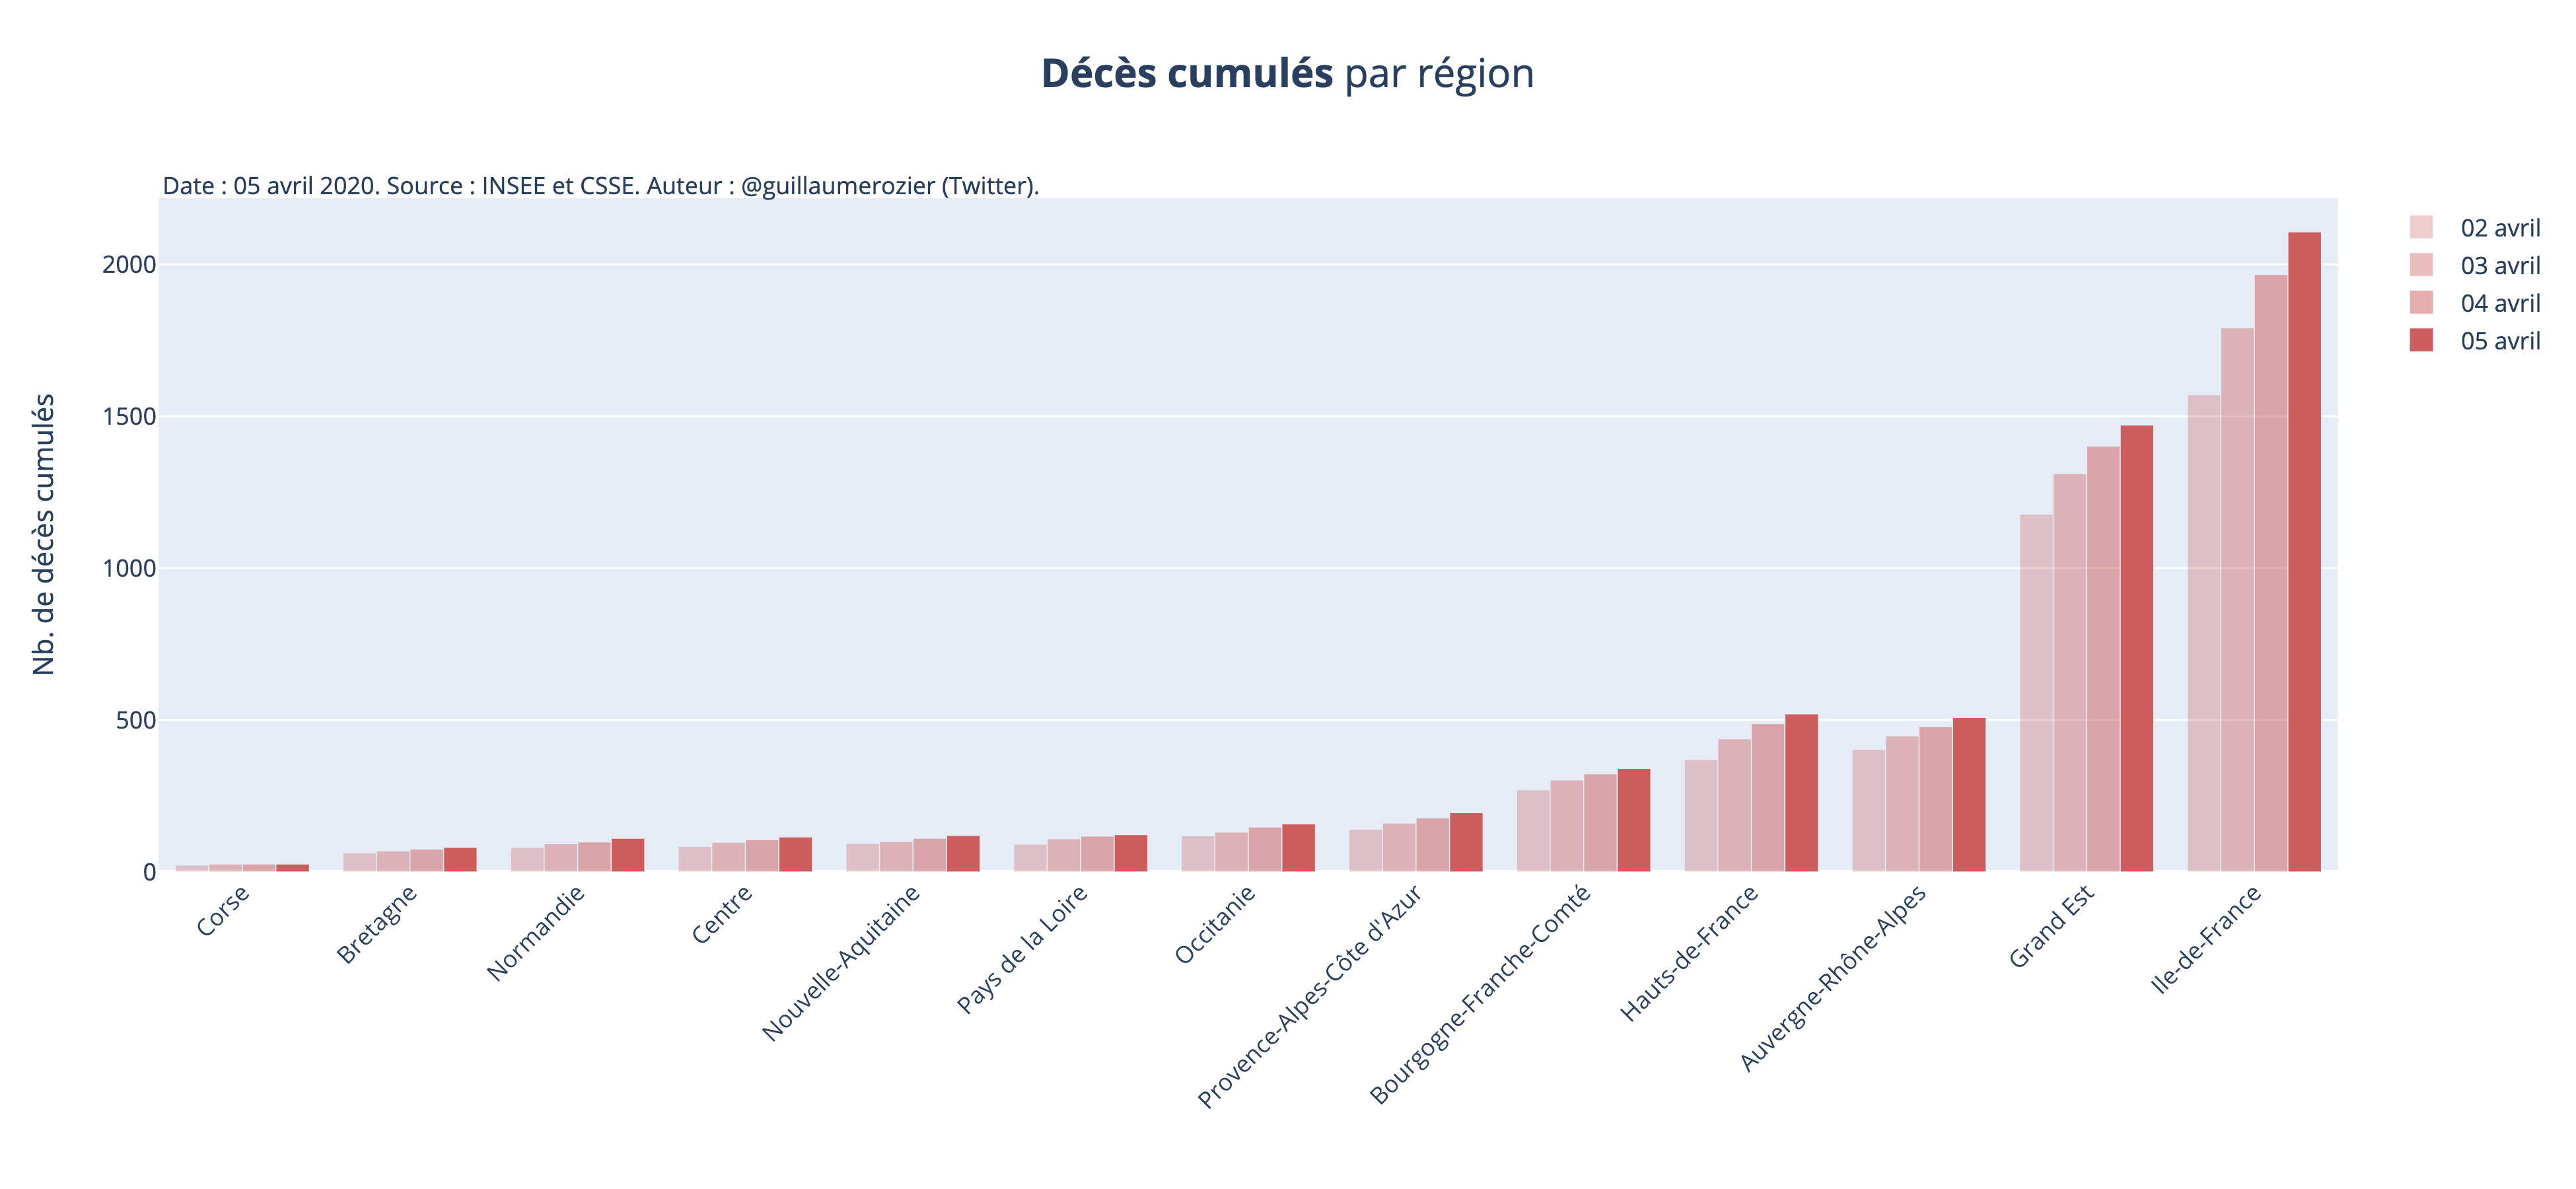 Décès cumulés par région
Date : 05 avril 2020. Source : INSEE et CSSE. Auteur : @guillaumerozier (Twitter).
02 avril
03 avril
04 avril
05 avril
Nb. de décès cumulés
2000
1500
1000
500
0
Corse
Bretagne
Normandie
Centre
Nouvelle-Aquitaine
Pays de la Loire
Occitanie
Provence-Alpes-Côte d'Azur
Bourgogne-Franche-Comté
Hauts-de-France
Auvergne-Rhône-Alpes
Grand Est
Ile-de-France